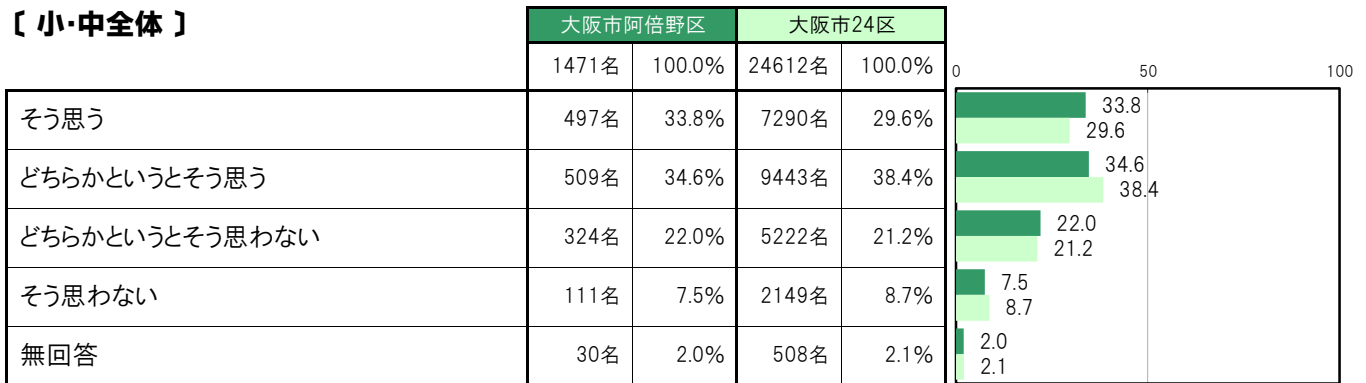 〔 小・中全体 〕
大阪市阿倍野区 大阪市24区
1471名 100.0% 24612名 100.0%
0 50 100
そう思う 497名 33.8% 7290名 29.6%
33.8
29.6
どちらかというとそう思う 509名 34.6% 9443名 38.4%
34.6
38.4
どちらかというとそう思わない 324名 22.0% 5222名 21.2%
22.0
21.2
そう思わない 111名 7.5% 2149名 8.7%
7.5
8.7
無回答 30名 2.0% 508名 2.1%
2.0
2.1